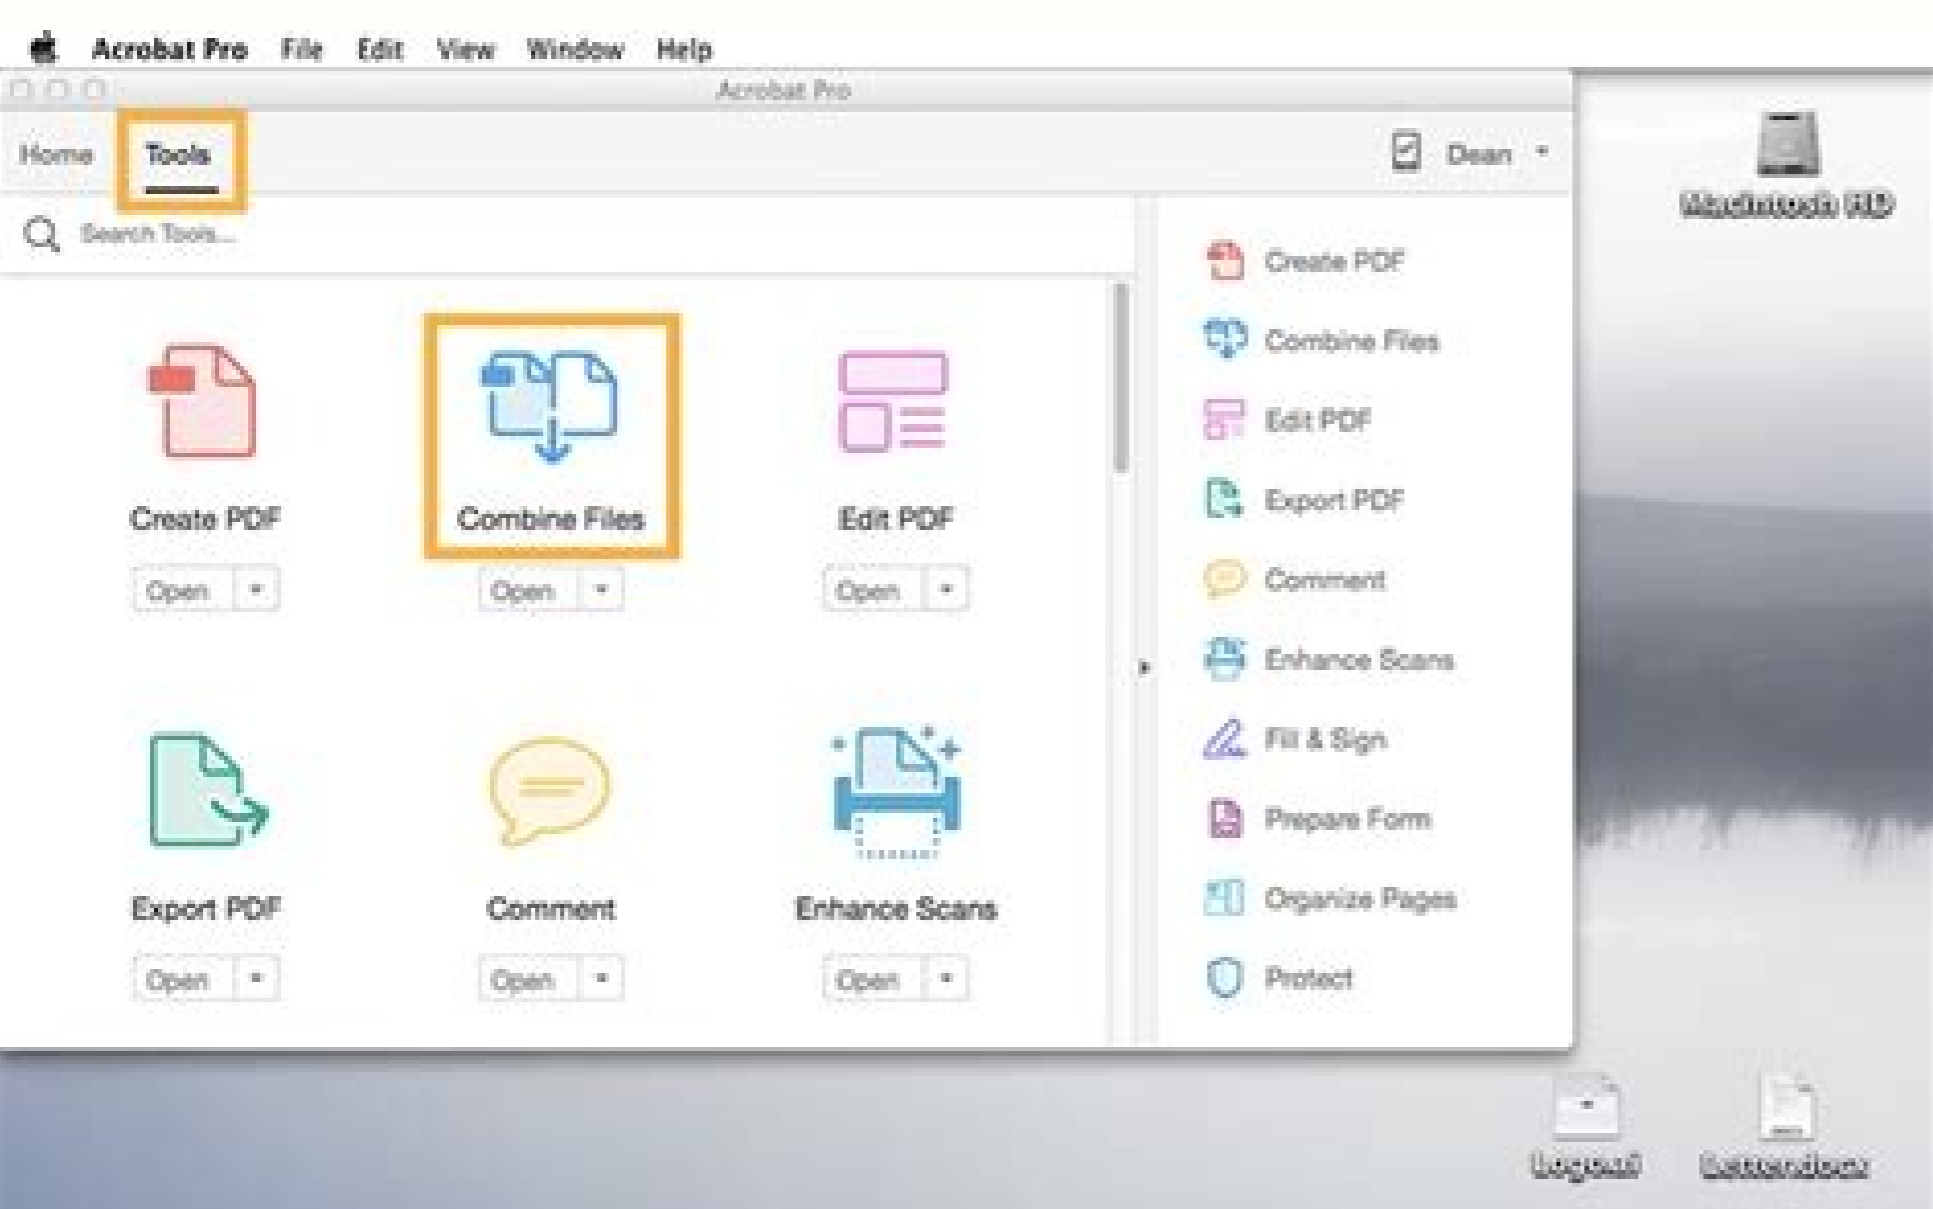 Acrobat Pro File Edit View Window Help
Acrobat Pro
Home Tools
Dean
Search Tools...
Create PDF
Combine Files
Edit PDF
Open
Open
Open
Export PDF
Comment
Enhance Scans
Open
Open
Open
Create PDF
Combine Files
Edit PDF
Export PDF
Comment
Enhance Scans
Fill & Sign
Prepare Form
Organize Pages
Protect
Macintosh HD